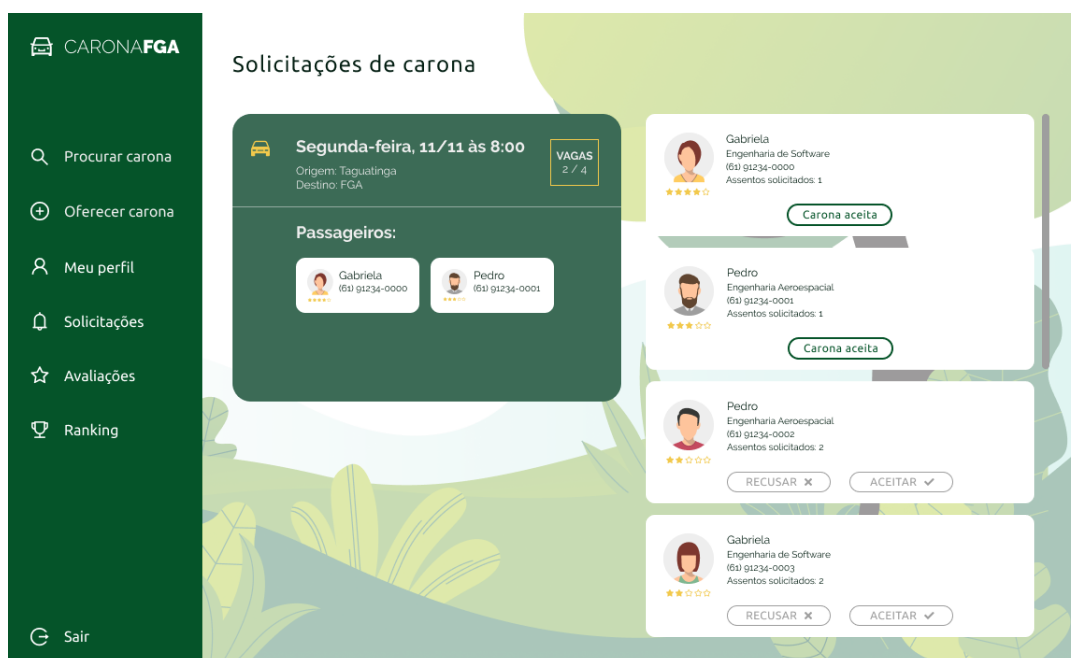 CARONAFGA
Procurar carona
Oferecer carona
Meu perfil
Solicitações
Avaliações
Ranking
Sair
Solicitações de carona
Segunda-feira, 11/11 às 8:00
Origem: Taguatinga
Destino: FGA
VAGAS
2 / 4
Passageiros:
Gabriela
(61) 91234-0000
Pedro
(61) 91234-0001
Gabriela
Engenharia de Software
(61) 91234-0000
Assentos solicitados: 1
Carona aceita
Pedro
Engenharia Aeroespacial
(61) 91234-0001
Assentos solicitados: 1
Carona aceita
Pedro
Engenharia Aeroespacial
(61) 91234-0002
Assentos solicitados: 2
RECUSAR
ACEITAR
Gabriela
Engenharia de Software
(61) 91234-0003
Assentos solicitados: 2
RECUSAR
ACEITAR